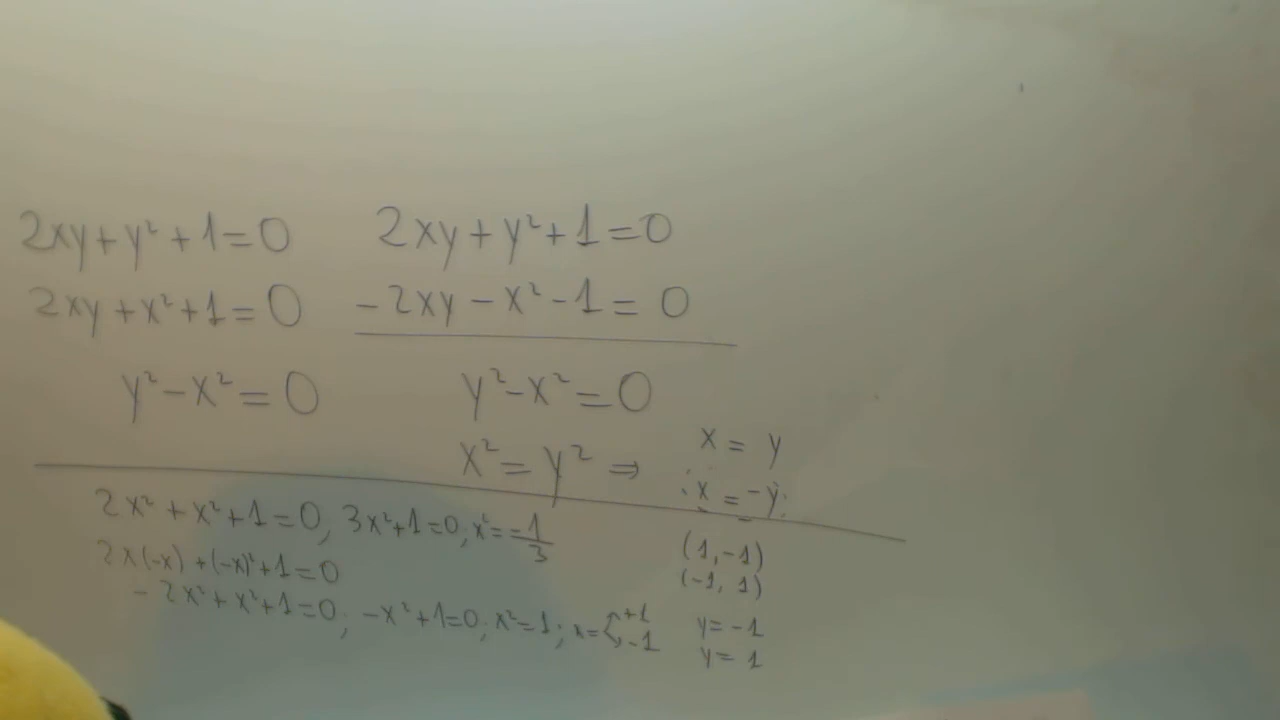 2xy+y²+1=0 2xy+y²+1=0
2xy+x²+1=0 -2xy-x²-1=0
y²-x²=0 y²-x²=0
x²=y² ⇒ x=y
x=-y
2x²+x²+1=0, 3x²+1=0; x²=-1/3
2x(-x)+(-x)²+1=0
-2x²+x²+1=0; -x²+1=0; x²=1; x=<+1 -1
(1,-1)
(-1,1)
y=-1
y=1